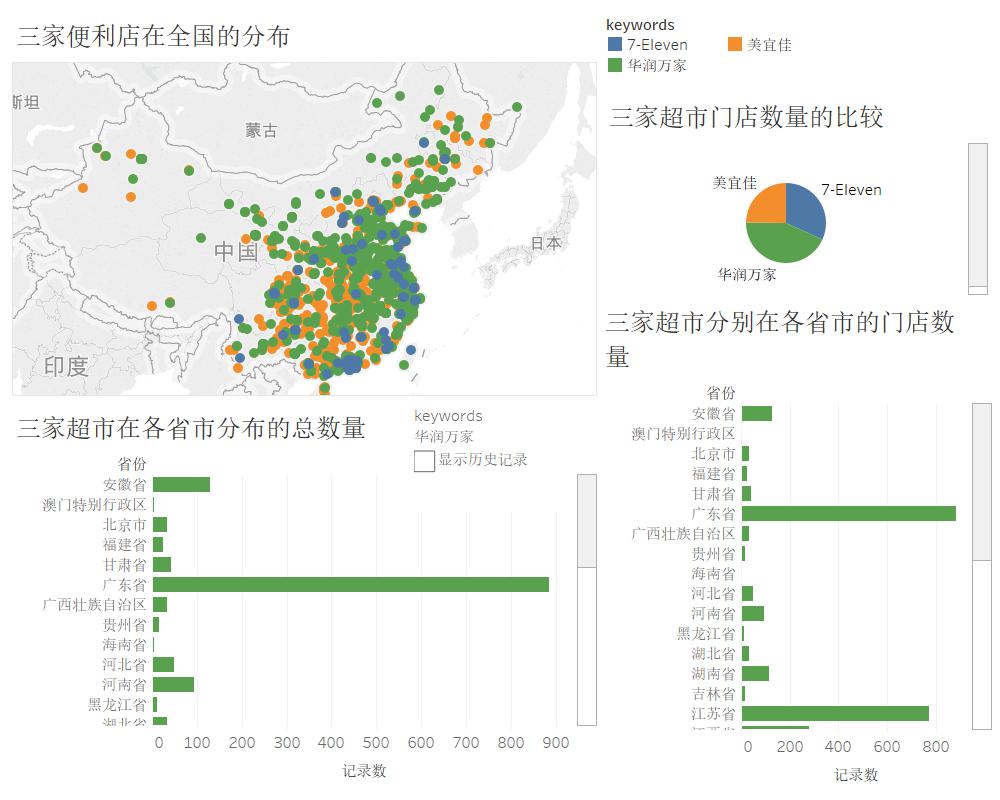 三家便利店在全国的分布
斯坦
蒙古
中国
日本
印度
keywords
7-Eleven
美宜佳
华润万家
三家超市门店数量的比较
美宜佳
7-Eleven
华润万家
三家超市在各省市分布的总数量
keywords
华润万家
显示历史记录
省份
安徽省
澳门特别行政区
北京市
福建省
甘肃省
广东省
广西壮族自治区
贵州省
海南省
河北省
河南省
黑龙江省
湖北省
0 100 200 300 400 500 600 700 800 900
记录数
三家超市分别在各省市的门店数
量
省份
安徽省
澳门特别行政区
北京市
福建省
甘肃省
广东省
广西壮族自治区
贵州省
海南省
河北省
河南省
黑龙江省
湖北省
湖南省
吉林省
江苏省
0 200 400 600 800
记录数